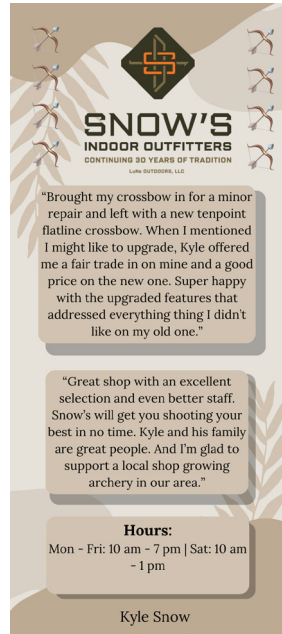 SNOW'S
INDOOR OUTFITTERS
CONTINUING 30 YEARS OF TRADITION
LuRe OUTDOORS, LLC
“Brought my crossbow in for a minor
repair and left with a new tenpoint
flatline crossbow. When I mentioned
I might like to upgrade, Kyle offered
me a fair trade in on mine and a good
price on the new one. Super happy
with the upgraded features that
addressed everything thing I didn’t
like on my old one.”
“Great shop with an excellent
selection and even better staff.
Snow’s will get you shooting your
best in no time. Kyle and his family
are great people. And I’m glad to
support a local shop growing
archery in our area.”
Hours:
Mon - Fri: 10 am - 7 pm | Sat: 10 am
- 1 pm
Kyle Snow